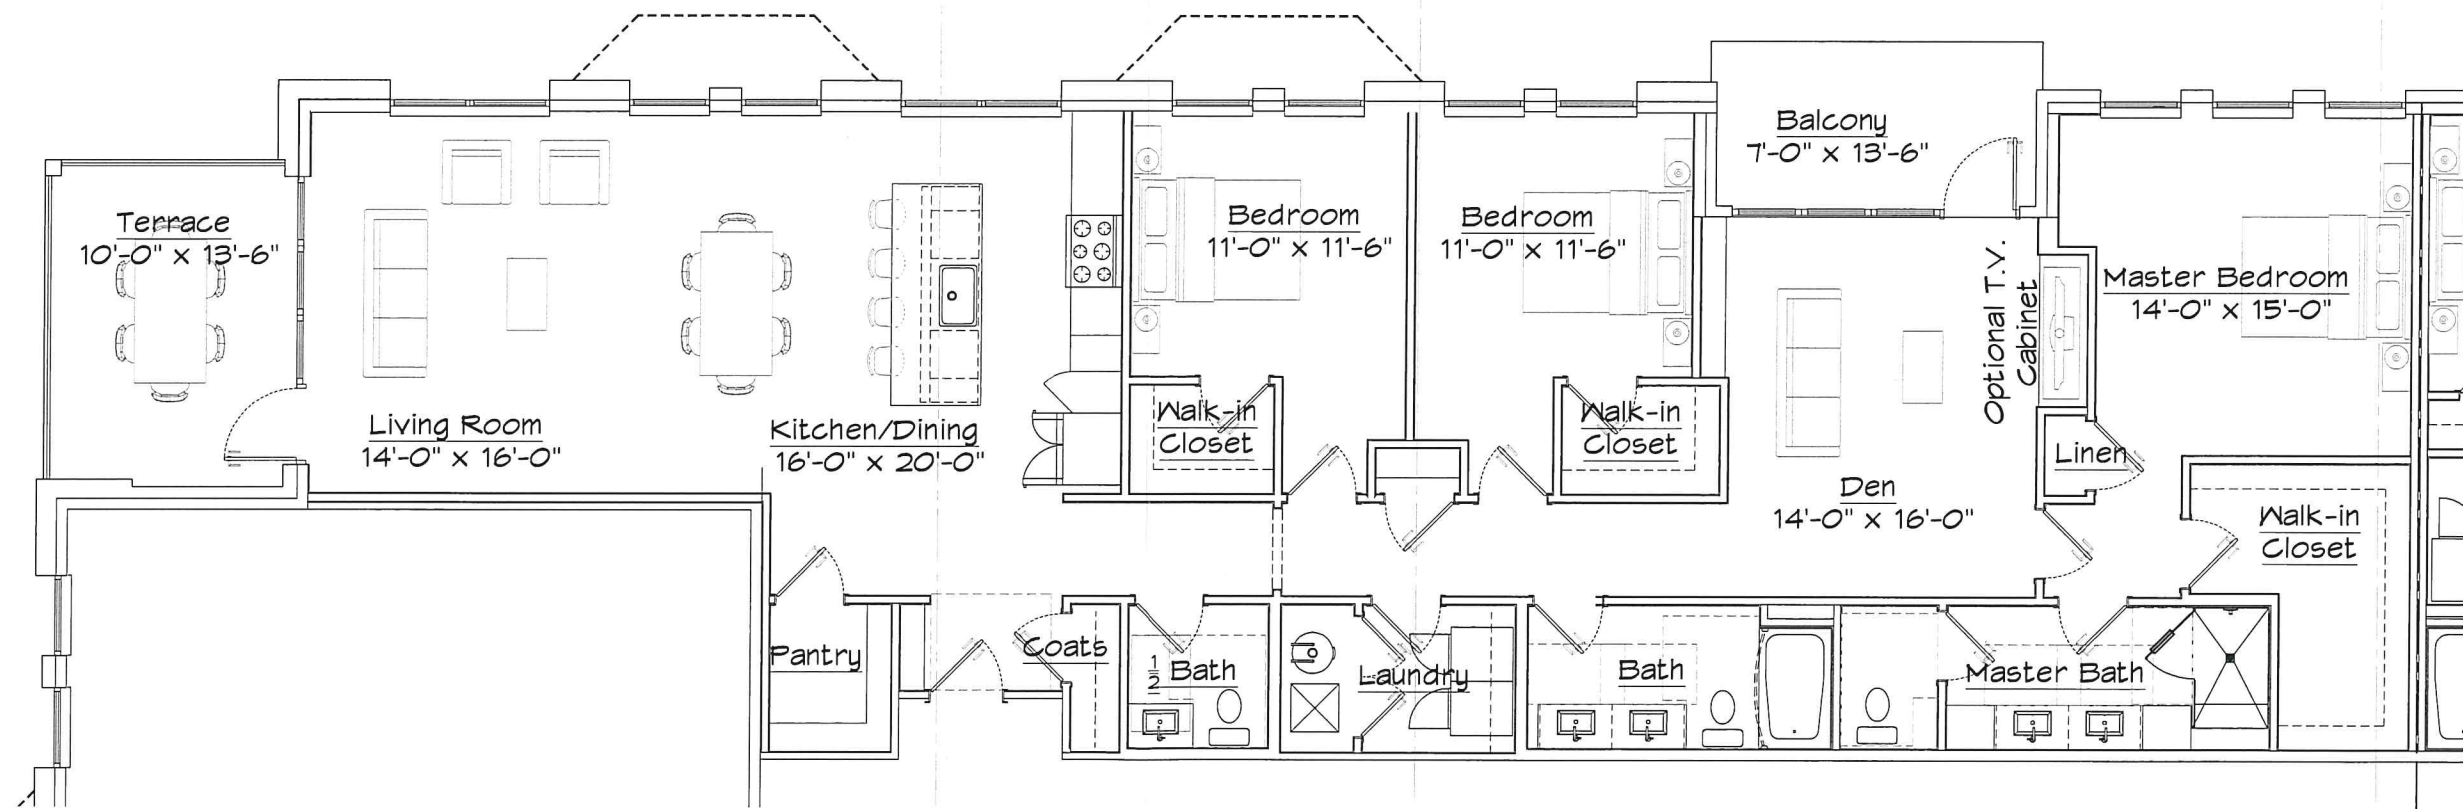 Terrace
10'-0" x 13'-6"
Living Room
14'-0" x 16'-0"
Kitchen/Dining
16'-0" x 20'-0"
Bedroom
11'-0" x 11'-6"
Walk-in
Closet
Bedroom
11'-0" x 11'-6"
Walk-in
Closet
Balcony
7'-0" x 13'-6"
Optional T.V.
Cabinet
Den
14'-0" x 16'-0"
Master Bedroom
14'-0" x 15'-0"
Linen
Walk-in
Closet
Pantry
Coats
1/2 Bath
Laundry
Bath
Master Bath